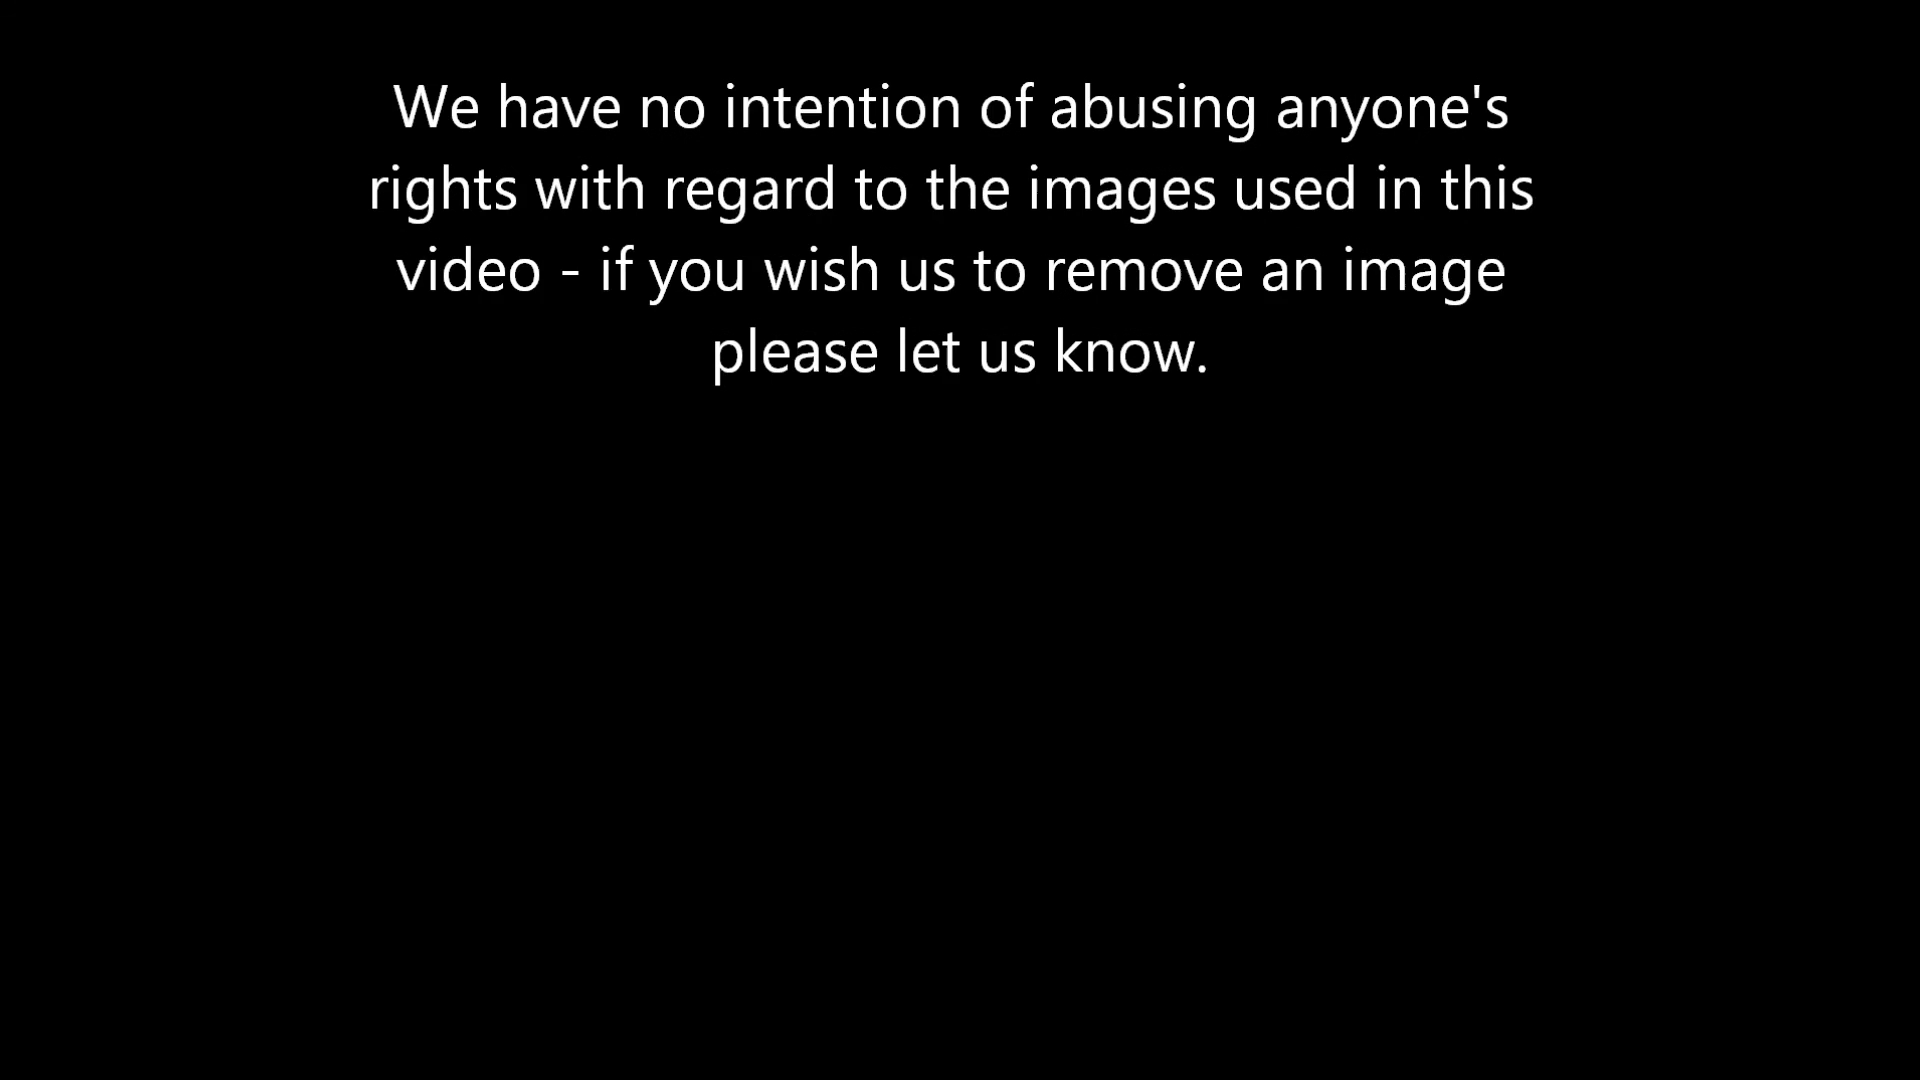 We have no intention of abusing anyone's
rights with regard to the images used in this
video - if you wish us to remove an image
please let us know.